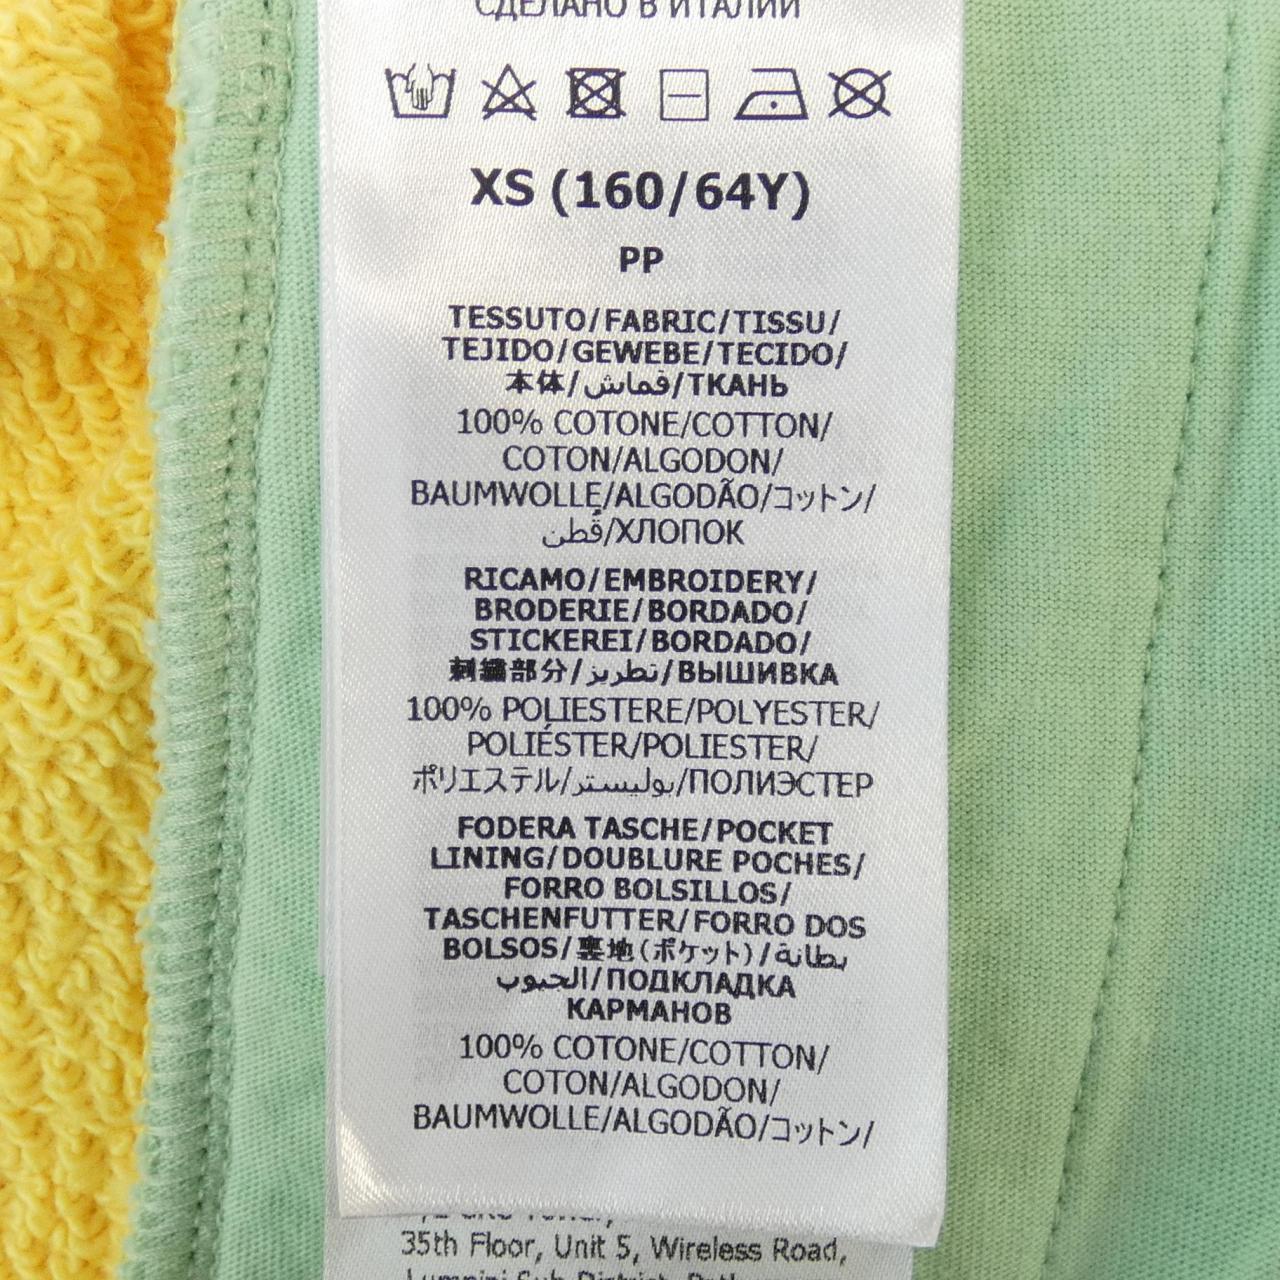 СДЕЛАНО В ИТАЛИИ
XS (160/64Y)
PP
TESSUTO/FABRIC/TISSU/
TEJIDO/GEWEBE/TECIDO/
本体/قماش/ТКАНЬ
100% COTONE/COTTON/
COTON/ALGODON/
BAUMWOLLE/ALGODÃO/コットン/
قُطن/ХЛОПОК
RICAMO/EMBROIDERY/
BRODERIE/BORDADO/
STICKEREI/BORDADO/
刺繍部分/تطريز/ВЫШИВКА
100% POLIESTERE/POLYESTER/
POLIÉSTER/POLIESTER/
ポリエステル/بوليستر/ПОЛИЭСТЕР
FODERA TASCHE/POCKET
LINING/DOUBLURE POCHES/
FORRO BOLSILLOS/
TASCHENFUTTER/FORRO DOS
BOLSOS/裏地(ポケット)/بطانة
الجيوب/ПОДКЛАДКА
КАРМАНОВ
100% COTONE/COTTON/
COTON/ALGODON/
BAUMWOLLE/ALGODÃO/コットン/
35th Floor, Unit 5, Wireless Road,